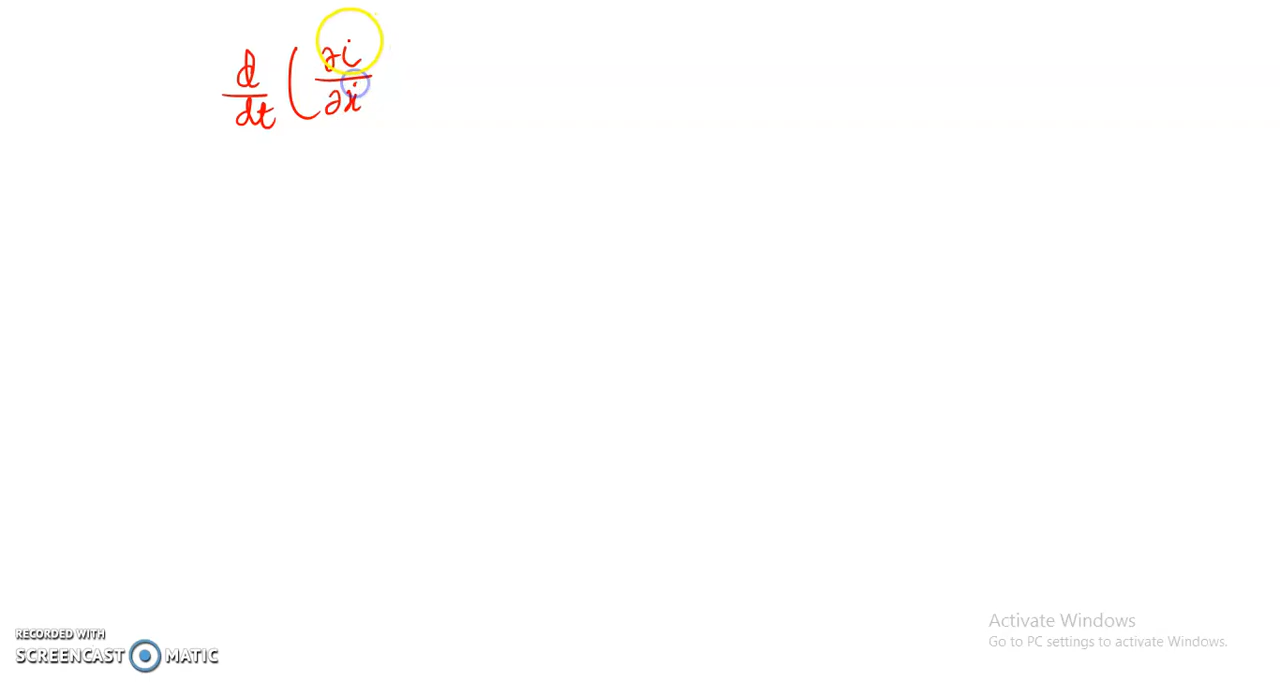 d/dt ( ∂i/∂ẋ
RECORDED WITH
SCREENCAST MATIC
Activate Windows
Go to PC settings to activate Windows.